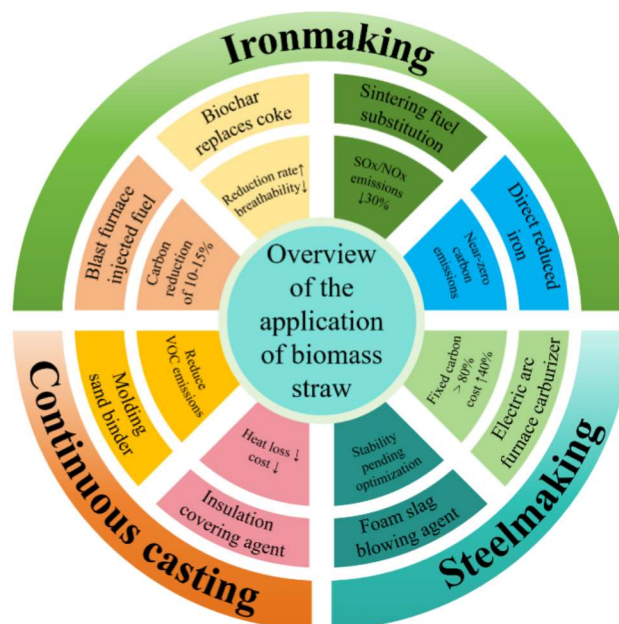 Ironmaking
Biochar
replaces coke
Reduction rate↑
breathability↓
Sintering fuel
substitution
SOx/NOx
emissions
↓30%
Blast furnace
injected fuel
Carbon
reduction
of 10-15%
Direct reduced
iron
Near-zero
carbon
emissions
Overview
of the
application
of biomass
straw
Continuous casting
Molding
sand binder
Reduce
VOC emissions
Insulation
covering agent
Heat loss ↓
cost ↓
Steelmaking
Electric arc
furnace carburizer
Fixed carbon
> 80%
cost ↑40%
Foam slag
blowing agent
Stability
pending
optimization